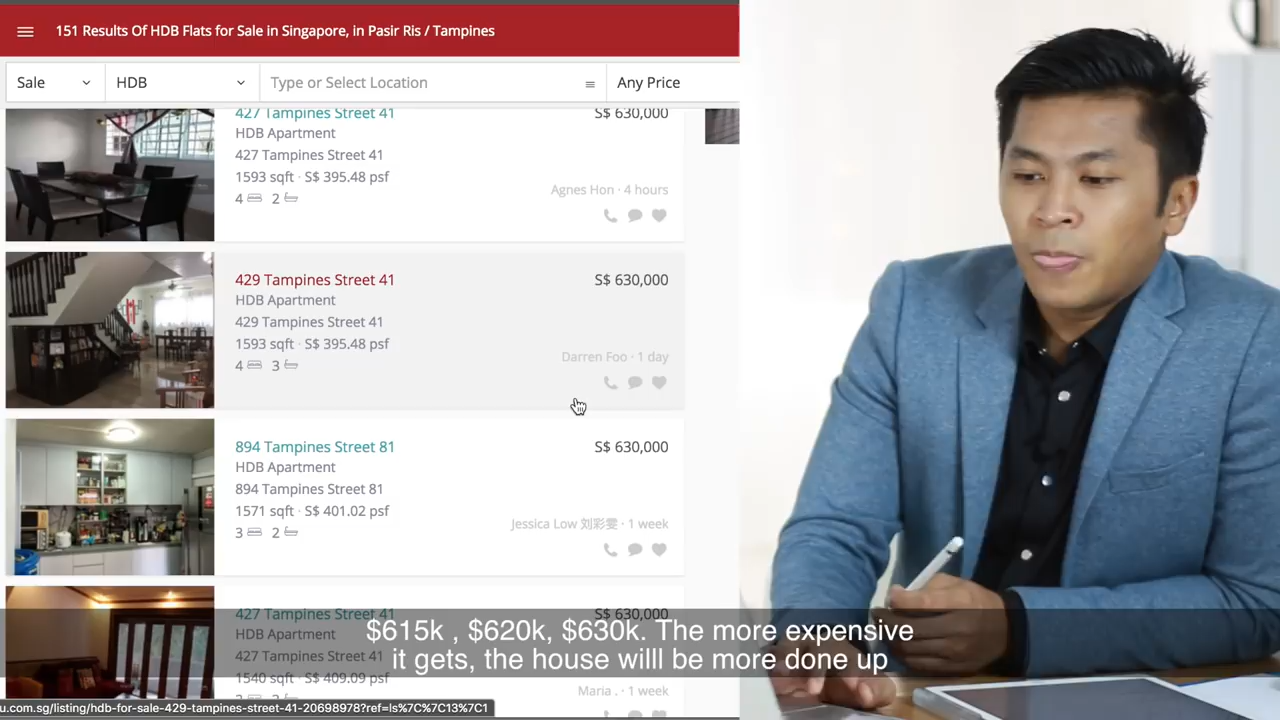 151 Results Of HDB Flats for Sale in Singapore, in Pasir Ris / Tampines
Sale
HDB
Type or Select Location
Any Price
427 Tampines Street 41
S$ 630,000
HDB Apartment
427 Tampines Street 41
1593 sqft · S$ 395.48 psf
Agnes Hon · 4 hours
4 2
429 Tampines Street 41
S$ 630,000
HDB Apartment
429 Tampines Street 41
1593 sqft · S$ 395.48 psf
Darren Foo · 1 day
4 3
894 Tampines Street 81
S$ 630,000
HDB Apartment
894 Tampines Street 81
1571 sqft · S$ 401.02 psf
Jessica Low 刘彩雯 · 1 week
3 2
427 Tampines Street 41
S$ 630,000
HDB Apartment
427 Tampines Street 41
1540 sqft · S$ 409.09 psf
Maria . · 1 week
$615k , $620k, $630k. The more expensive
it gets, the house willl be more done up
u.com.sg/listing/hdb-for-sale-429-tampines-street-41-20698978?ref=ls%7C%7C13%7C1